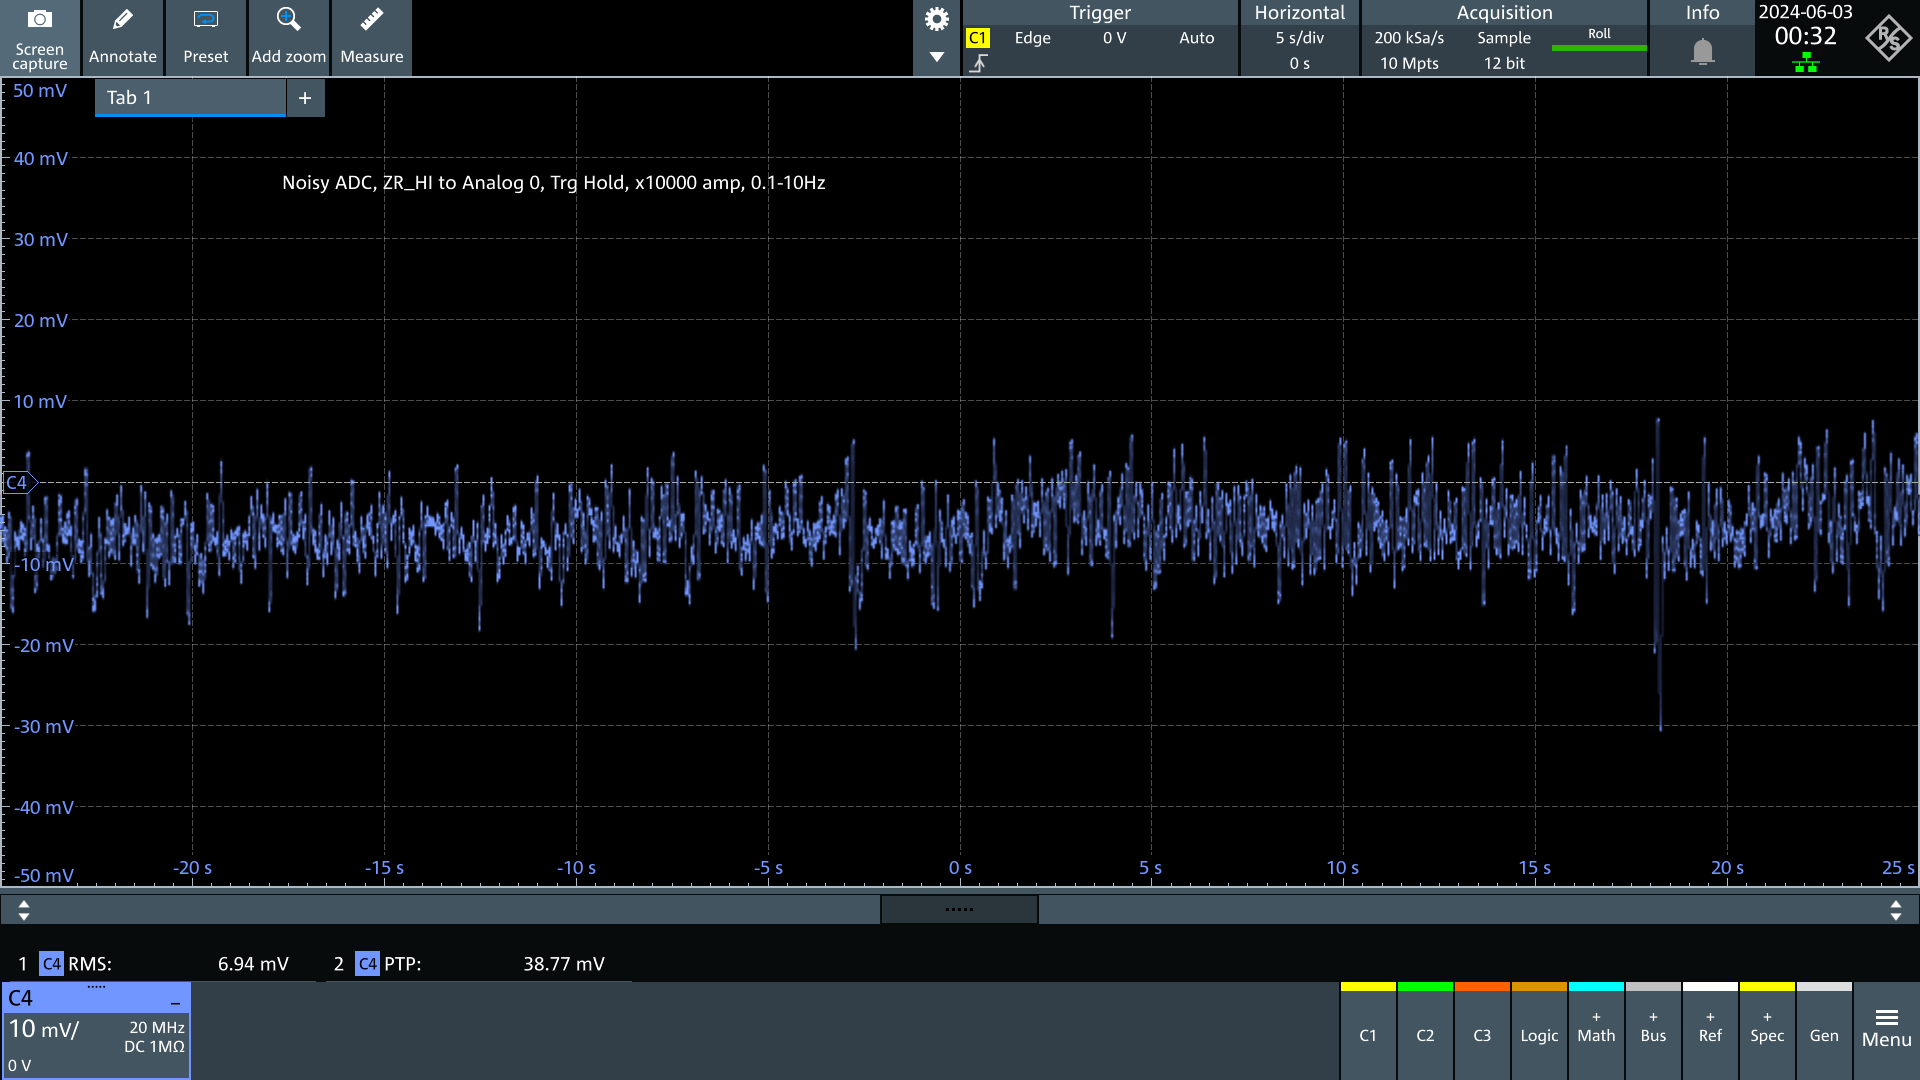 Screen capture
Annotate
Preset
Add zoom
Measure
Trigger
C1 Edge 0 V Auto
Horizontal
5 s/div
0 s
Acquisition
200 kSa/s Sample Roll
10 Mpts 12 bit
Info
2024-06-03
00:32
R S
Tab 1 +
50 mV
40 mV
Noisy ADC, ZR_HI to Analog 0, Trg Hold, x10000 amp, 0.1-10Hz
30 mV
20 mV
10 mV
C4
-10 mV
-20 mV
-30 mV
-40 mV
-50 mV
-20 s -15 s -10 s -5 s 0 s 5 s 10 s 15 s 20 s 25 s
1 C4 RMS: 6.94 mV 2 C4 PTP: 38.77 mV
C4
10 mV/ 20 MHz
DC 1MΩ
0 V
C1
C2
C3
Logic
+ Math
+ Bus
+ Ref
+ Spec
Gen
Menu